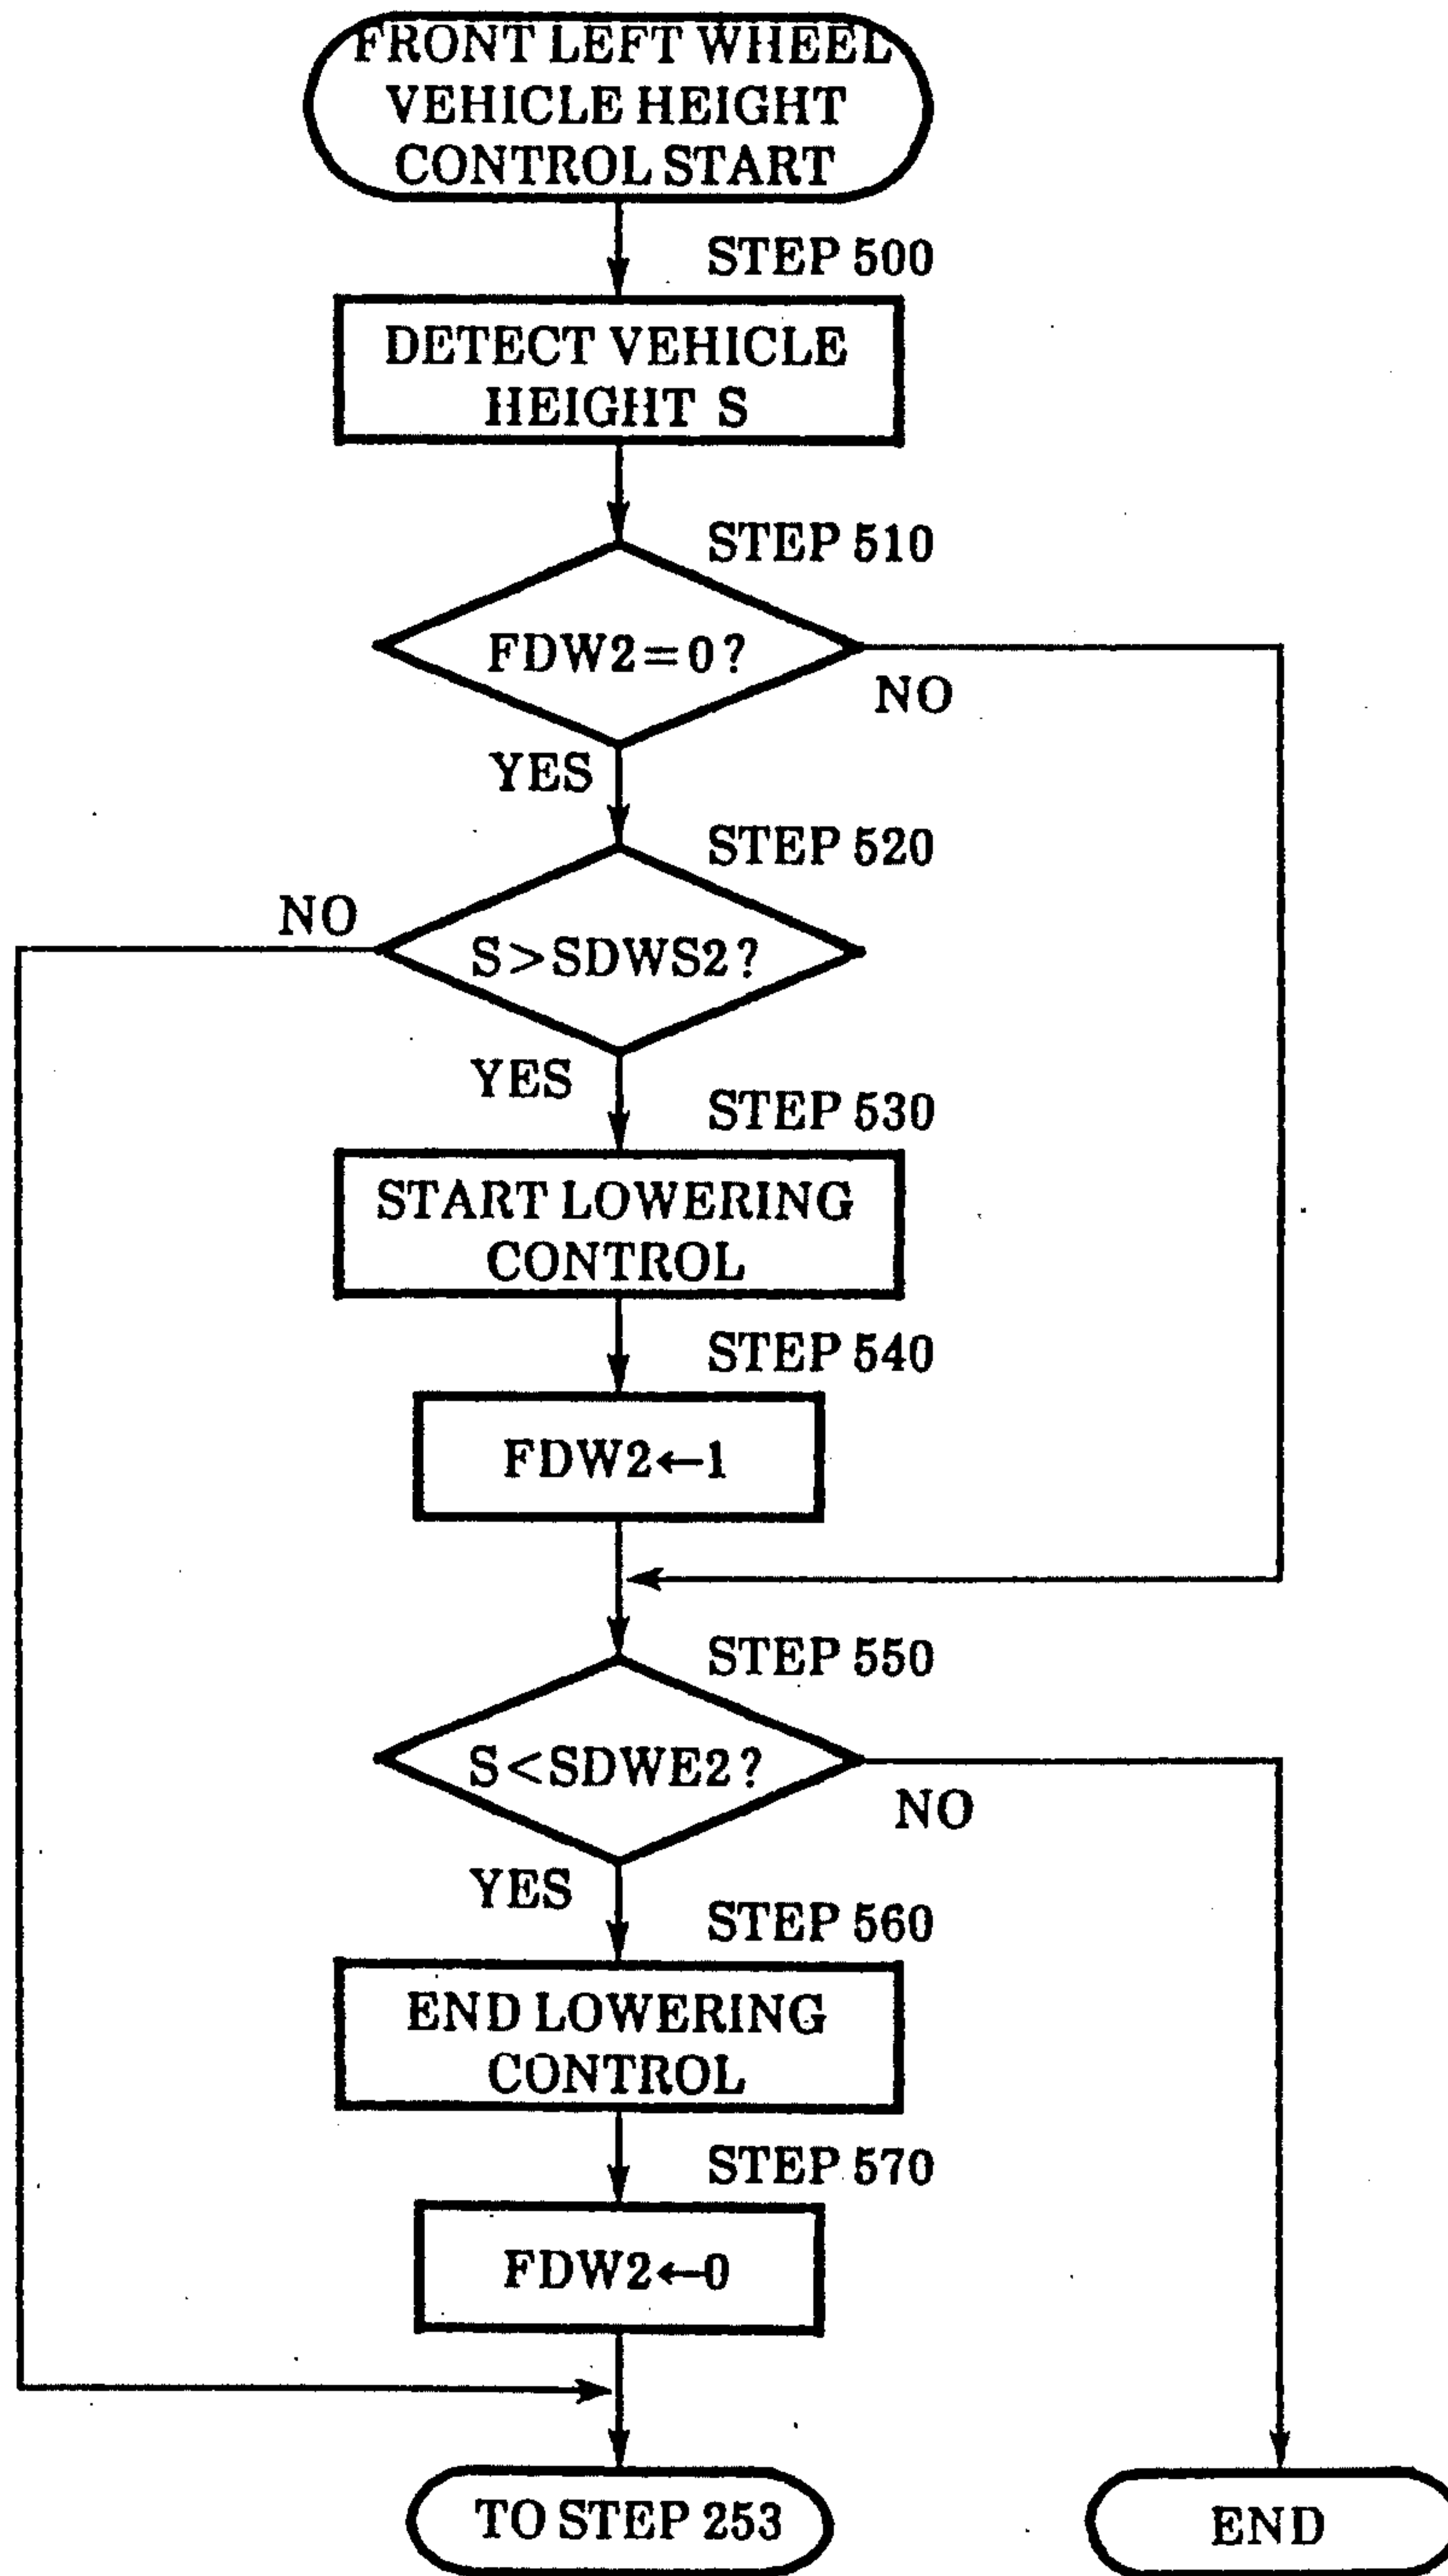 FRONT LEFT WHEEL
VEHICLE HEIGHT
CONTROL START
STEP 500
DETECT VEHICLE
HEIGHT S
STEP 510
FDW2=0?
NO
YES
STEP 520
NO
S>SDWS2?
YES
STEP 530
START LOWERING
CONTROL
STEP 540
FDW2←1
STEP 550
S<SDWE2?
NO
YES
STEP 560
END LOWERING
CONTROL
STEP 570
FDW2←0
TO STEP 253
END